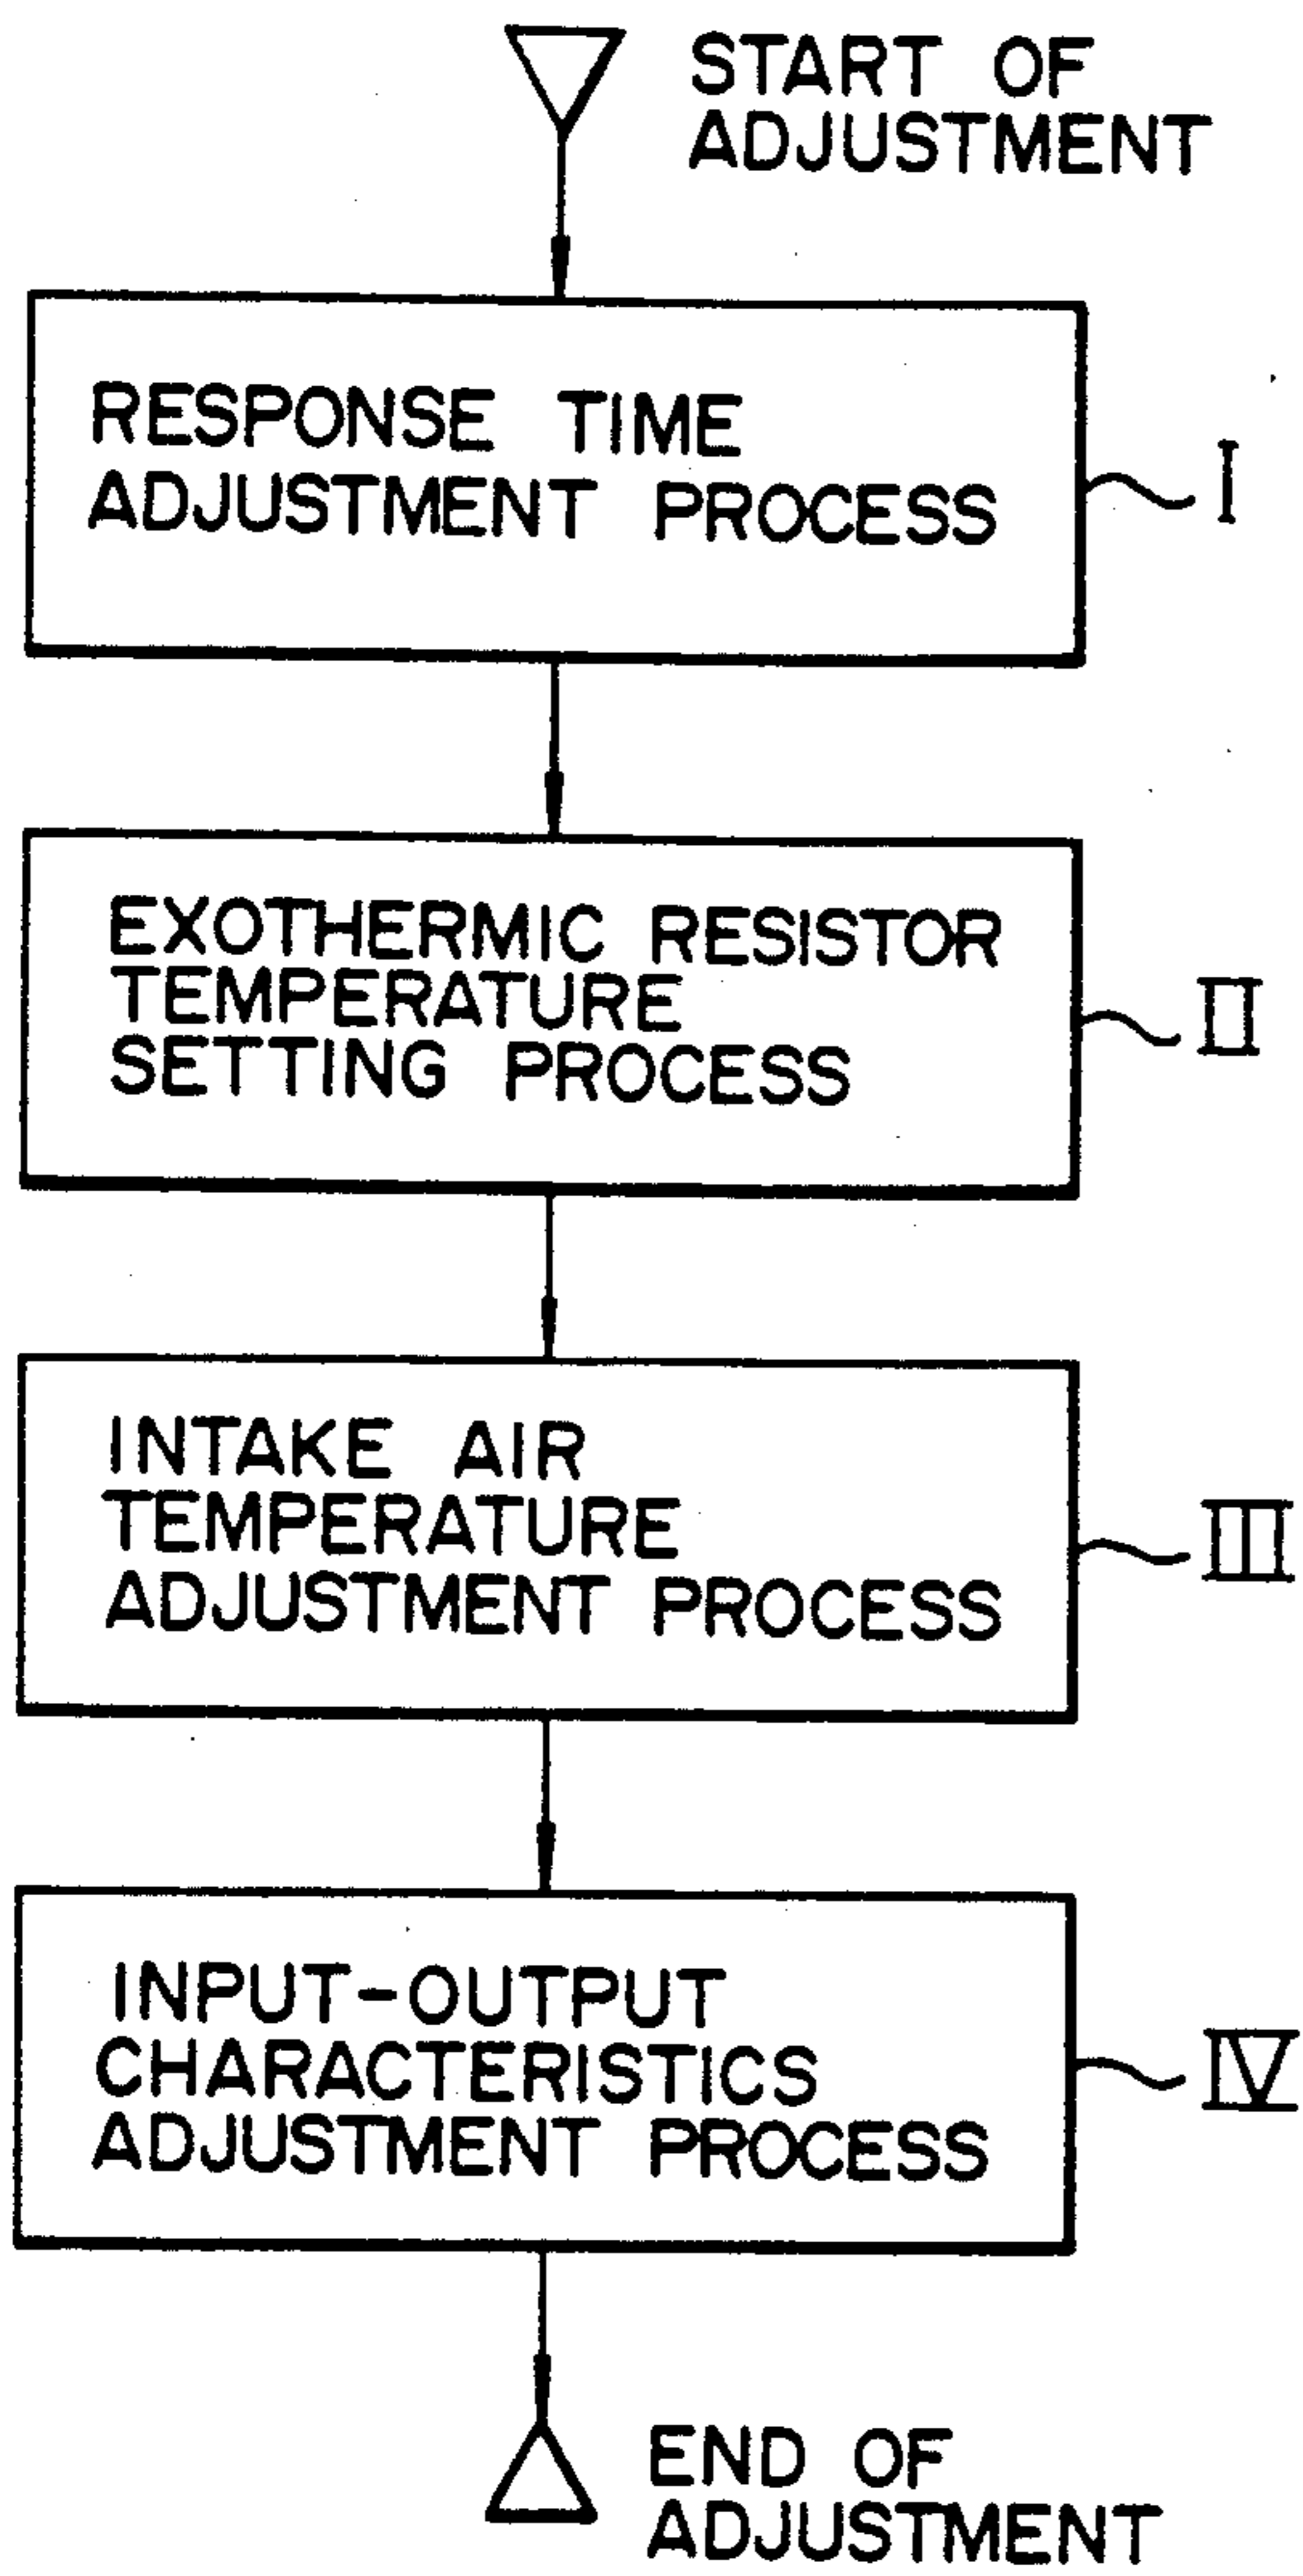 START OF
ADJUSTMENT
RESPONSE TIME
ADJUSTMENT PROCESS
I
EXOTHERMIC RESISTOR
TEMPERATURE
SETTING PROCESS
II
INTAKE AIR
TEMPERATURE
ADJUSTMENT PROCESS
III
INPUT-OUTPUT
CHARACTERISTICS
ADJUSTMENT PROCESS
IV
END OF
ADJUSTMENT